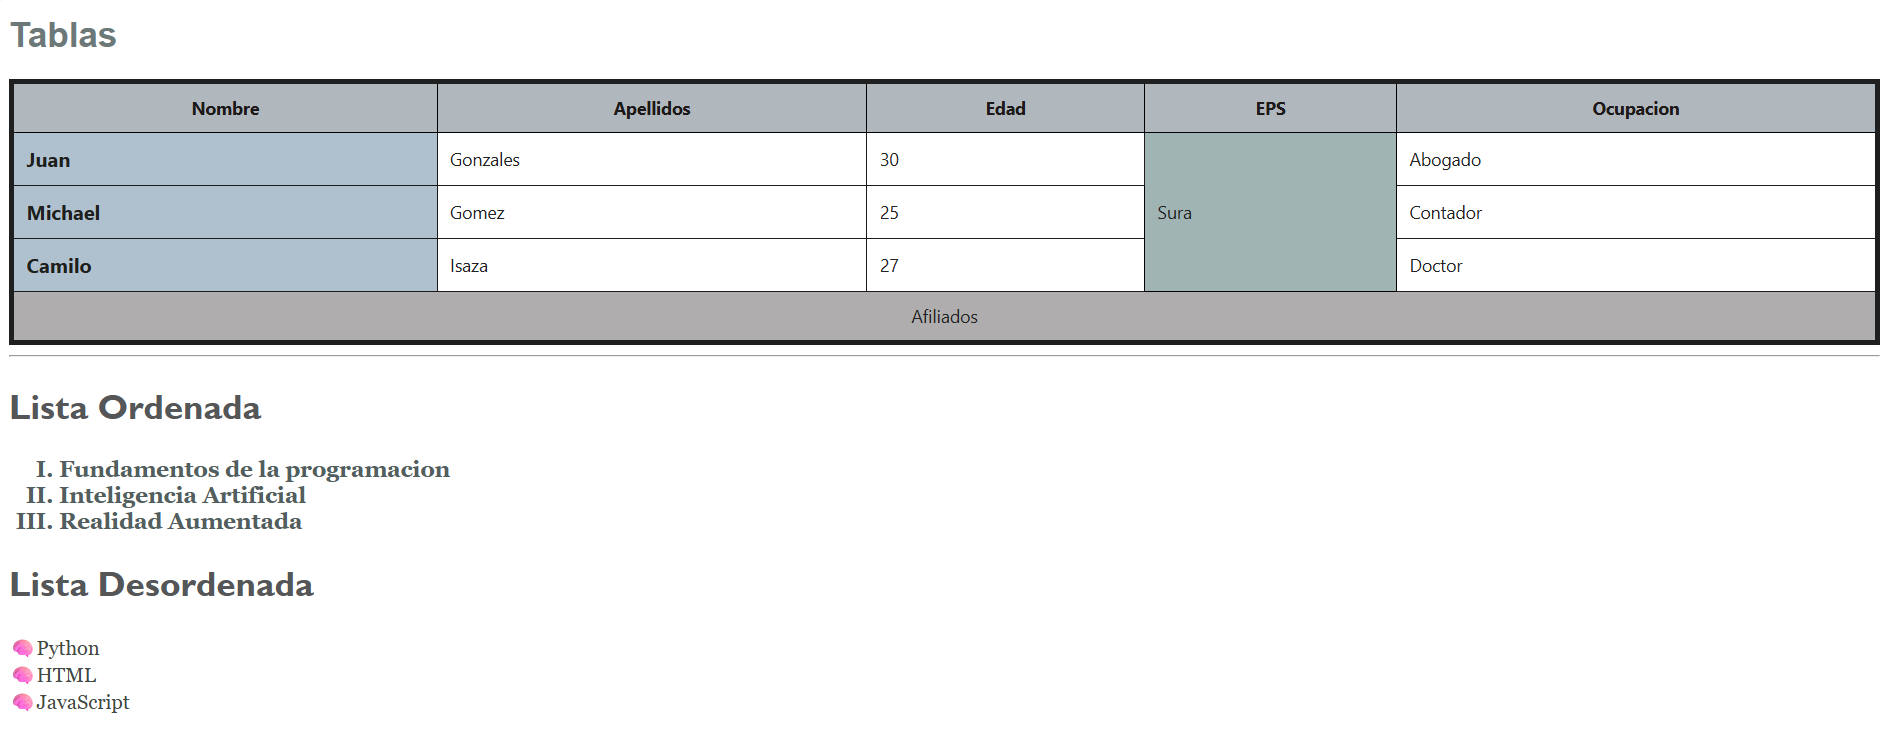 Tablas
Nombre Apellidos Edad EPS Ocupacion
Juan Gonzales 30 Abogado
Michael Gomez 25 Sura Contador
Camilo Isaza 27 Doctor
Afiliados
Lista Ordenada
I. Fundamentos de la programacion
II. Inteligencia Artificial
III. Realidad Aumentada
Lista Desordenada
🧠Python
🧠HTML
🧠JavaScript